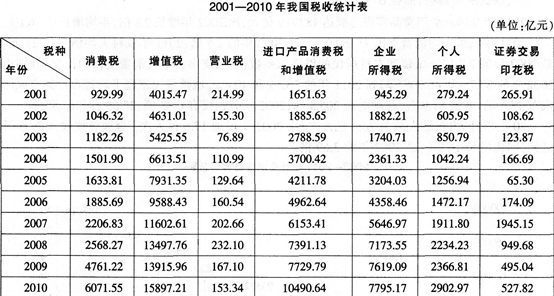 2001—2010 年我国税收统计表
(单位:亿元)
税种 年份 消费税 增值税 营业税 进口产品消费税和增值税 企业所得税 个人所得税 证券交易印花税
2001 929.99 4015.47 214.99 1651.63 945.29 279.24 265.91
2002 1046.32 4631.01 155.30 1885.65 1882.21 605.95 108.62
2003 1182.26 5425.55 76.89 2788.59 1740.71 850.79 123.87
2004 1501.90 6613.51 110.99 3700.42 2361.33 1042.24 166.69
2005 1633.81 7931.35 129.64 4211.78 3204.03 1256.94 65.30
2006 1885.69 9588.43 160.54 4962.64 4358.46 1472.17 174.09
2007 2206.83 11602.61 202.66 6153.41 5646.97 1911.80 1945.15
2008 2568.27 13497.76 232.10 7391.13 7173.55 2234.23 949.68
2009 4761.22 13915.96 167.10 7729.79 7619.09 2366.81 495.04
2010 6071.55 15897.21 153.34 10490.64 7795.17 2902.97 527.82